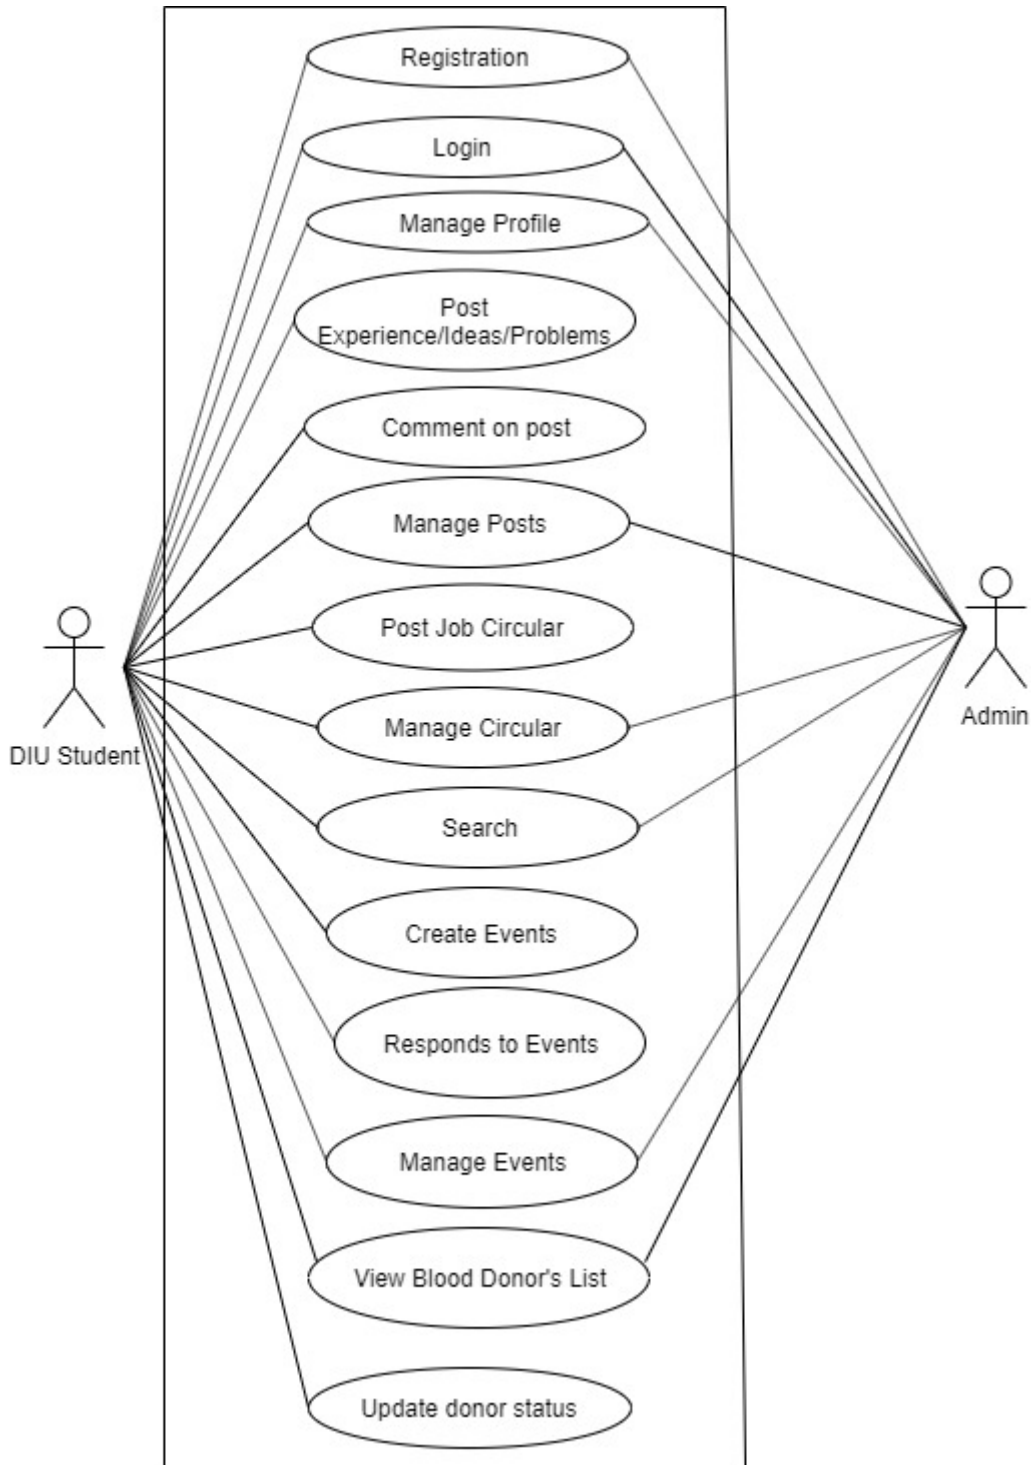 Registration
Login
Manage Profile
Post
Experience/Ideas/Problems
Comment on post
Manage Posts
Post Job Circular
DIU Student
Admin
Manage Circular
Search
Create Events
Responds to Events
Manage Events
View Blood Donor's List
Update donor status